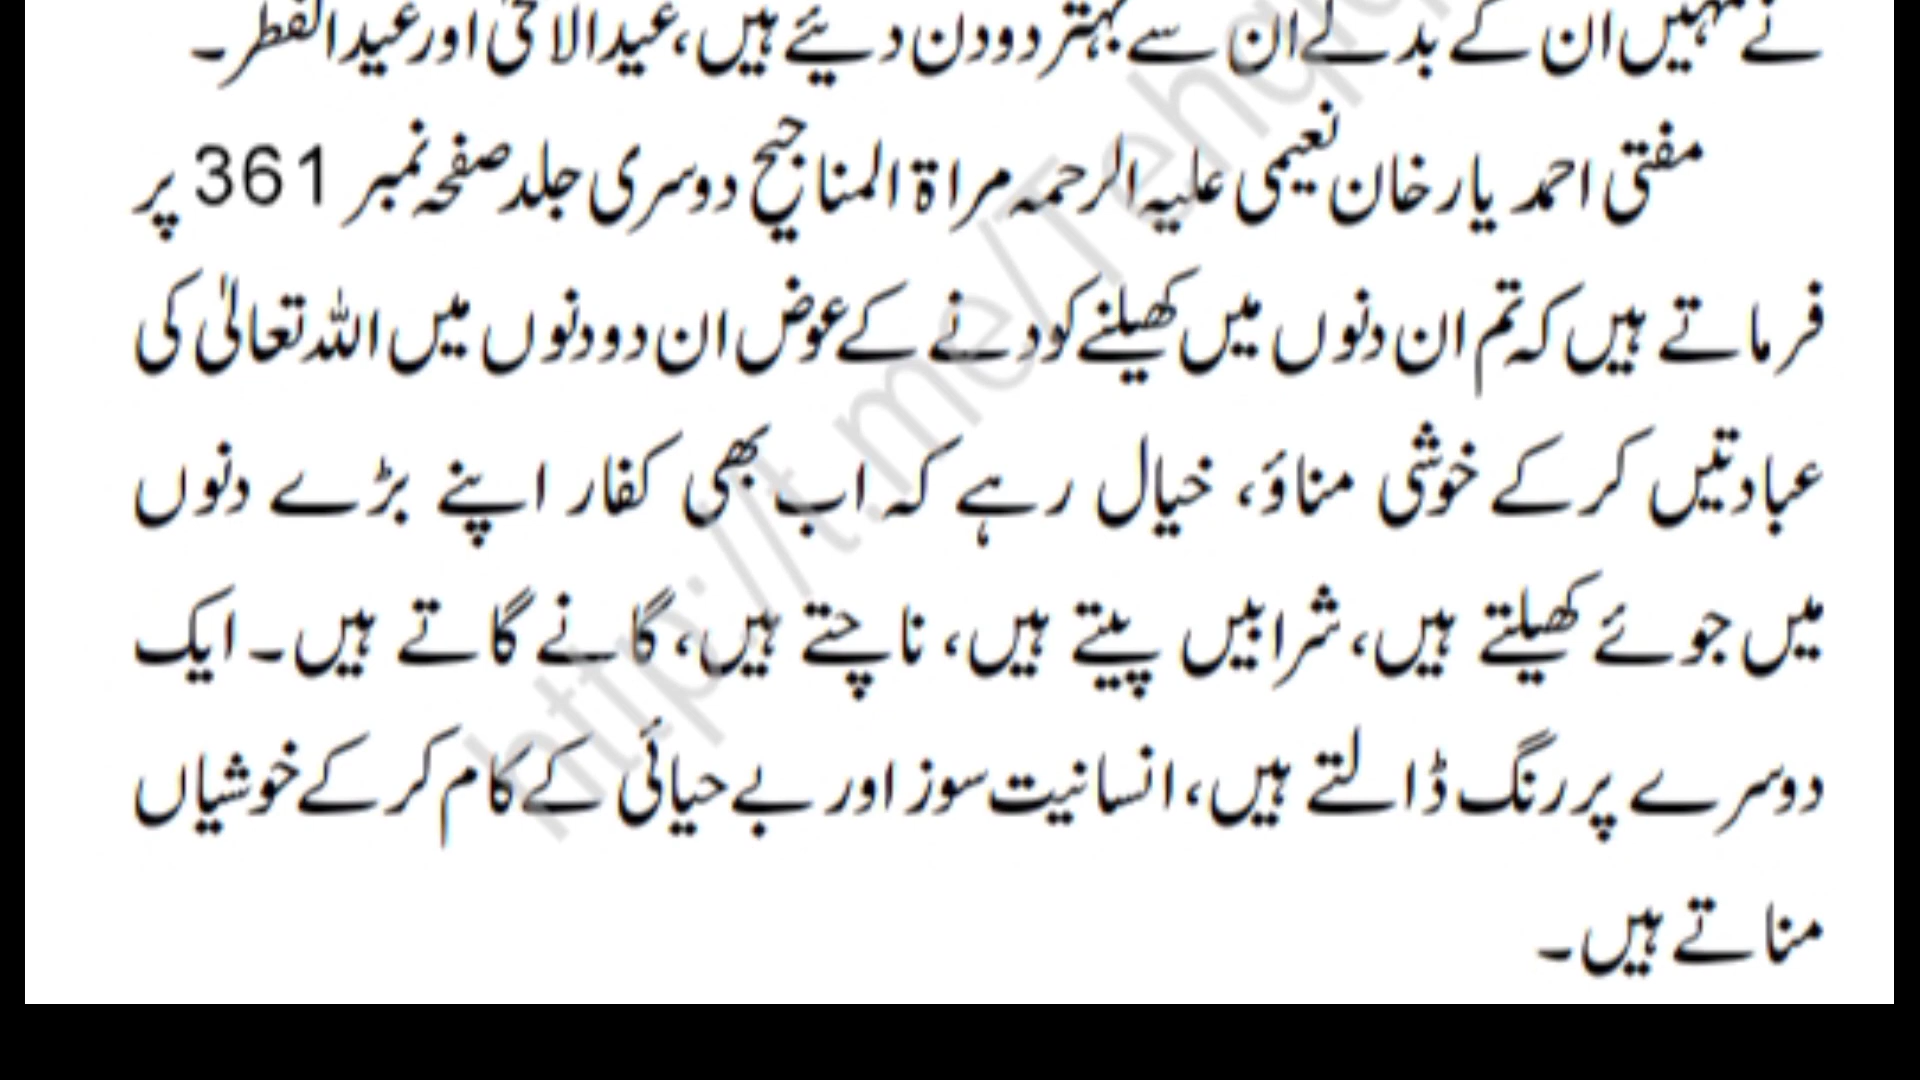 نے تمہیں ان کے بدلے ان سے بہتر دو دن دیئے ہیں، عید الاضحیٰ اور عید الفطر۔
مفتی احمد یار خان نعیمی علیہ الرحمہ مراۃ المناجیح دوسری جلد صفحہ نمبر 361 پر
فرماتے ہیں کہ تم ان دنوں میں کھیلنے کودنے کے عوض ان دو دنوں میں اللہ تعالیٰ کی
عبادتیں کر کے خوشی مناؤ، خیال رہے کہ اب بھی کفار اپنے بڑے دنوں
میں جوئے کھیلتے ہیں، شرابیں پیتے ہیں، ناچتے ہیں، گانے گاتے ہیں۔ ایک
دوسرے پر رنگ ڈالتے ہیں، انسانیت سوز اور بے حیائی کے کام کر کے خوشیاں
مناتے ہیں۔
http://t.me/Tehqiq